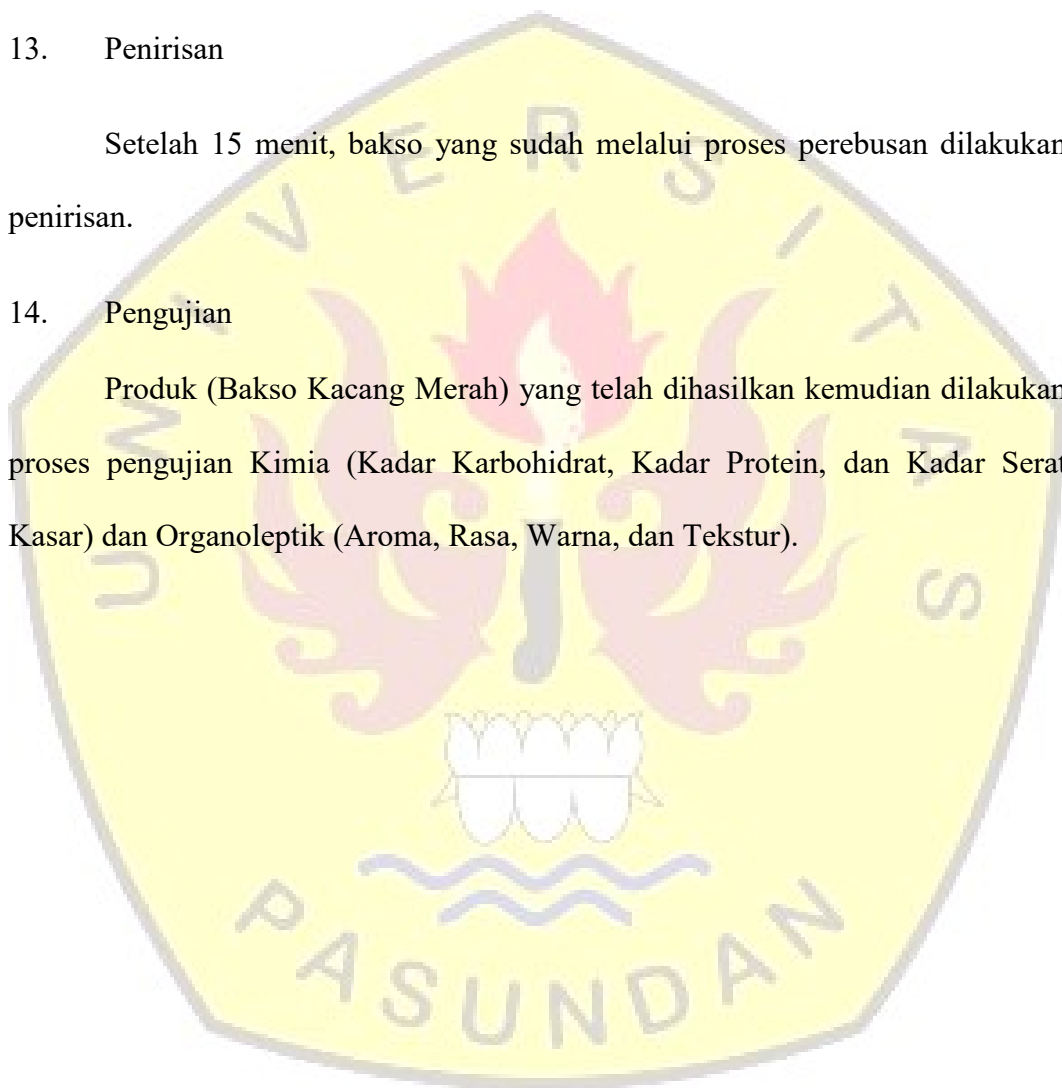 13. Penirisan
Setelah 15 menit, bakso yang sudah melalui proses perebusan dilakukan
penirisan.
14. Pengujian
Produk (Bakso Kacang Merah) yang telah dihasilkan kemudian dilakukan
proses pengujian Kimia (Kadar Karbohidrat, Kadar Protein, dan Kadar Serat
Kasar) dan Organoleptik (Aroma, Rasa, Warna, dan Tekstur).
UNIVERSITAS
PASUNDAN